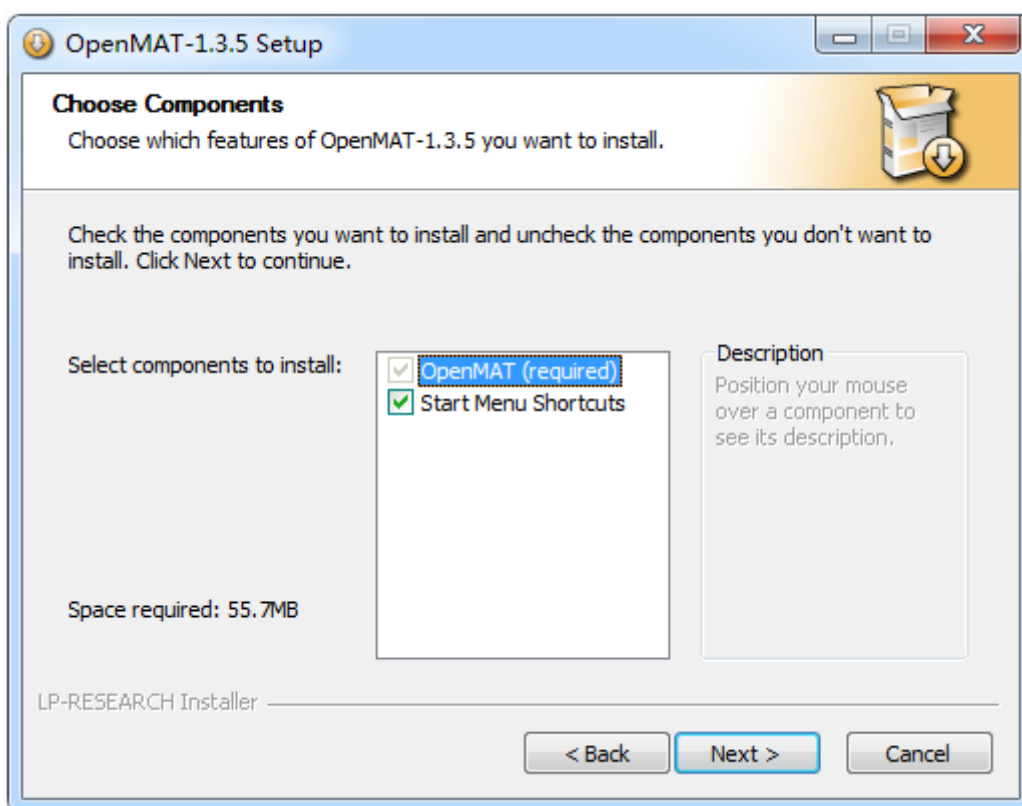 OpenMAT-1.3.5 Setup
Choose Components
Choose which features of OpenMAT-1.3.5 you want to install.
Check the components you want to install and uncheck the components you don't want to
install. Click Next to continue.
Select components to install:
OpenMAT (required)
Start Menu Shortcuts
Description
Position your mouse
over a component to
see its description.
Space required: 55.7MB
LP-RESEARCH Installer
< Back
Next >
Cancel